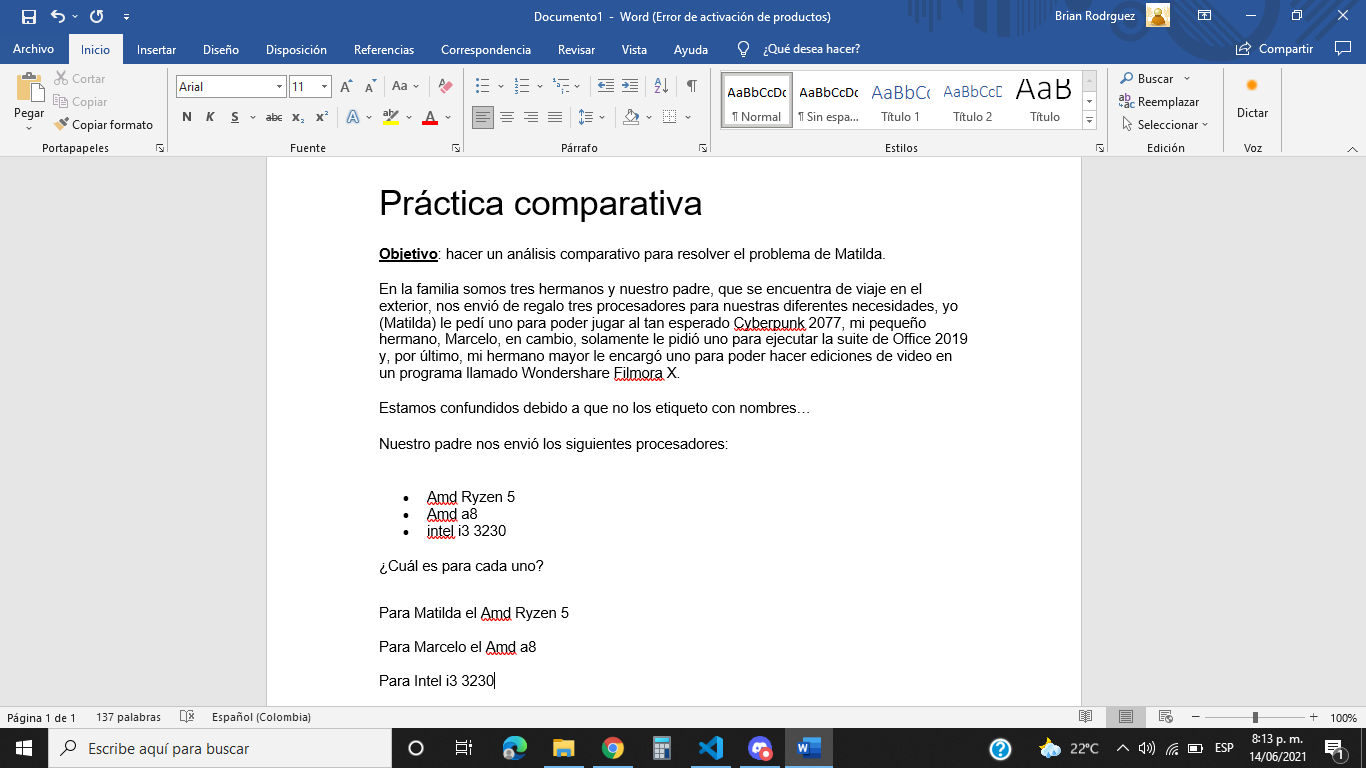 Documento1 - Word (Error de activación de productos)
Brian Rodrguez
Archivo Inicio Insertar Diseño Disposición Referencias Correspondencia Revisar Vista Ayuda ¿Qué desea hacer? Compartir
Pegar
Cortar
Copiar
Copiar formato
Portapapeles
Arial 11
Aa
N K S abc x₂ x²
A A
Fuente
Párrafo
AaBbCcDc AaBbCcDc AaBbCc AaBbCcD AaB
¶ Normal ¶ Sin espa... Título 1 Título 2 Título
Estilos
Buscar
Reemplazar
Seleccionar
Edición
Dictar
Voz
Práctica comparativa
Objetivo: hacer un análisis comparativo para resolver el problema de Matilda.
En la familia somos tres hermanos y nuestro padre, que se encuentra de viaje en el
exterior, nos envió de regalo tres procesadores para nuestras diferentes necesidades, yo
(Matilda) le pedí uno para poder jugar al tan esperado Cyberpunk 2077, mi pequeño
hermano, Marcelo, en cambio, solamente le pidió uno para ejecutar la suite de Office 2019
y, por último, mi hermano mayor le encargó uno para poder hacer ediciones de video en
un programa llamado Wondershare Filmora X.
Estamos confundidos debido a que no los etiqueto con nombres…
Nuestro padre nos envió los siguientes procesadores:
• Amd Ryzen 5
• Amd a8
• intel i3 3230
¿Cuál es para cada uno?
Para Matilda el Amd Ryzen 5
Para Marcelo el Amd a8
Para Intel i3 3230
Página 1 de 1 137 palabras Español (Colombia) 100%
Escribe aquí para buscar
22°C
ESP
8:13 p. m.
14/06/2021
1